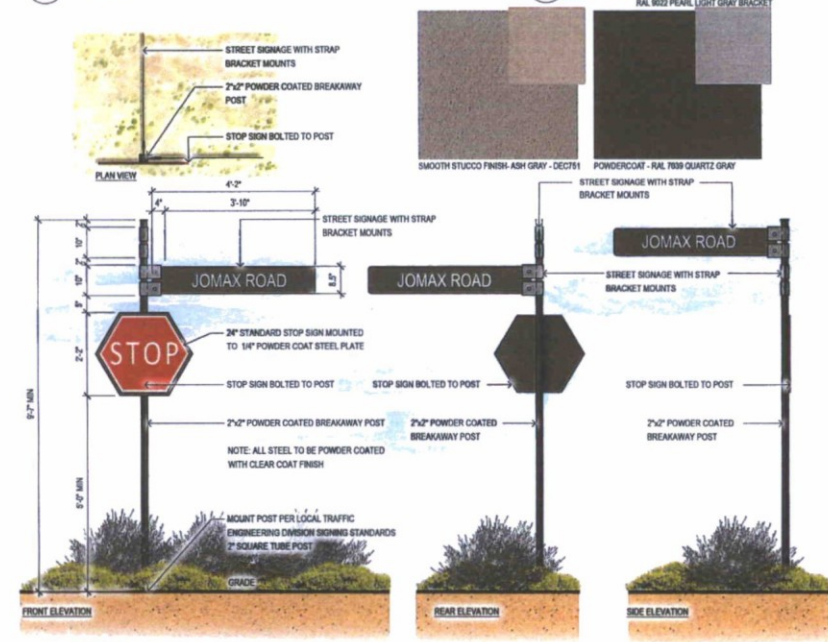 RAL 9022 PEARL LIGHT GRAY BRACKET
STREET SIGNAGE WITH STRAP
BRACKET MOUNTS
2"x2" POWDER COATED BREAKAWAY
POST
STOP SIGN BOLTED TO POST
PLAN VIEW
SMOOTH STUCCO FINISH- ASH GRAY - DEC751
POWDERCOAT - RAL 7039 QUARTZ GRAY
4'-2"
4"
3'-10"
STREET SIGNAGE WITH STRAP
BRACKET MOUNTS
STREET SIGNAGE WITH STRAP
BRACKET MOUNTS
2"
10"
2"
10"
JOMAX ROAD
8.5"
JOMAX ROAD
JOMAX ROAD
STREET SIGNAGE WITH STRAP
BRACKET MOUNTS
2'-2"
STOP
24" STANDARD STOP SIGN MOUNTED
TO 1/4" POWDER COAT STEEL PLATE
STOP SIGN BOLTED TO POST
STOP SIGN BOLTED TO POST
STOP SIGN BOLTED TO POST
9'-7" MIN
2"x2" POWDER COATED BREAKAWAY POST
2"x2" POWDER COATED
BREAKAWAY POST
2"x2" POWDER COATED
BREAKAWAY POST
NOTE: ALL STEEL TO BE POWDER COATED
WITH CLEAR COAT FINISH
5'-0" MIN
MOUNT POST PER LOCAL TRAFFIC
ENGINEERING DIVISION SIGNING STANDARDS
2" SQUARE TUBE POST
GRADE
FRONT ELEVATION
REAR ELEVATION
SIDE ELEVATION